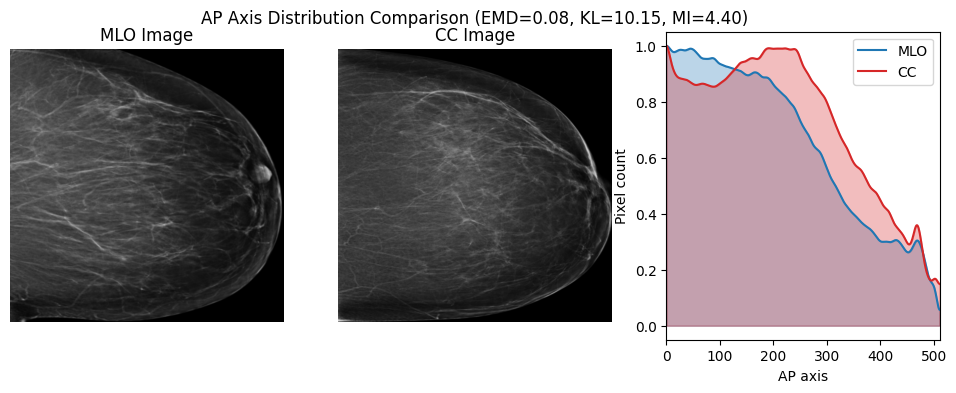 AP Axis Distribution Comparison (EMD=0.08, KL=10.15, MI=4.40)
MLO Image
CC Image
MLO
CC
Pixel count
1.0
0.8
0.6
0.4
0.2
0.0
0 100 200 300 400 500
AP axis